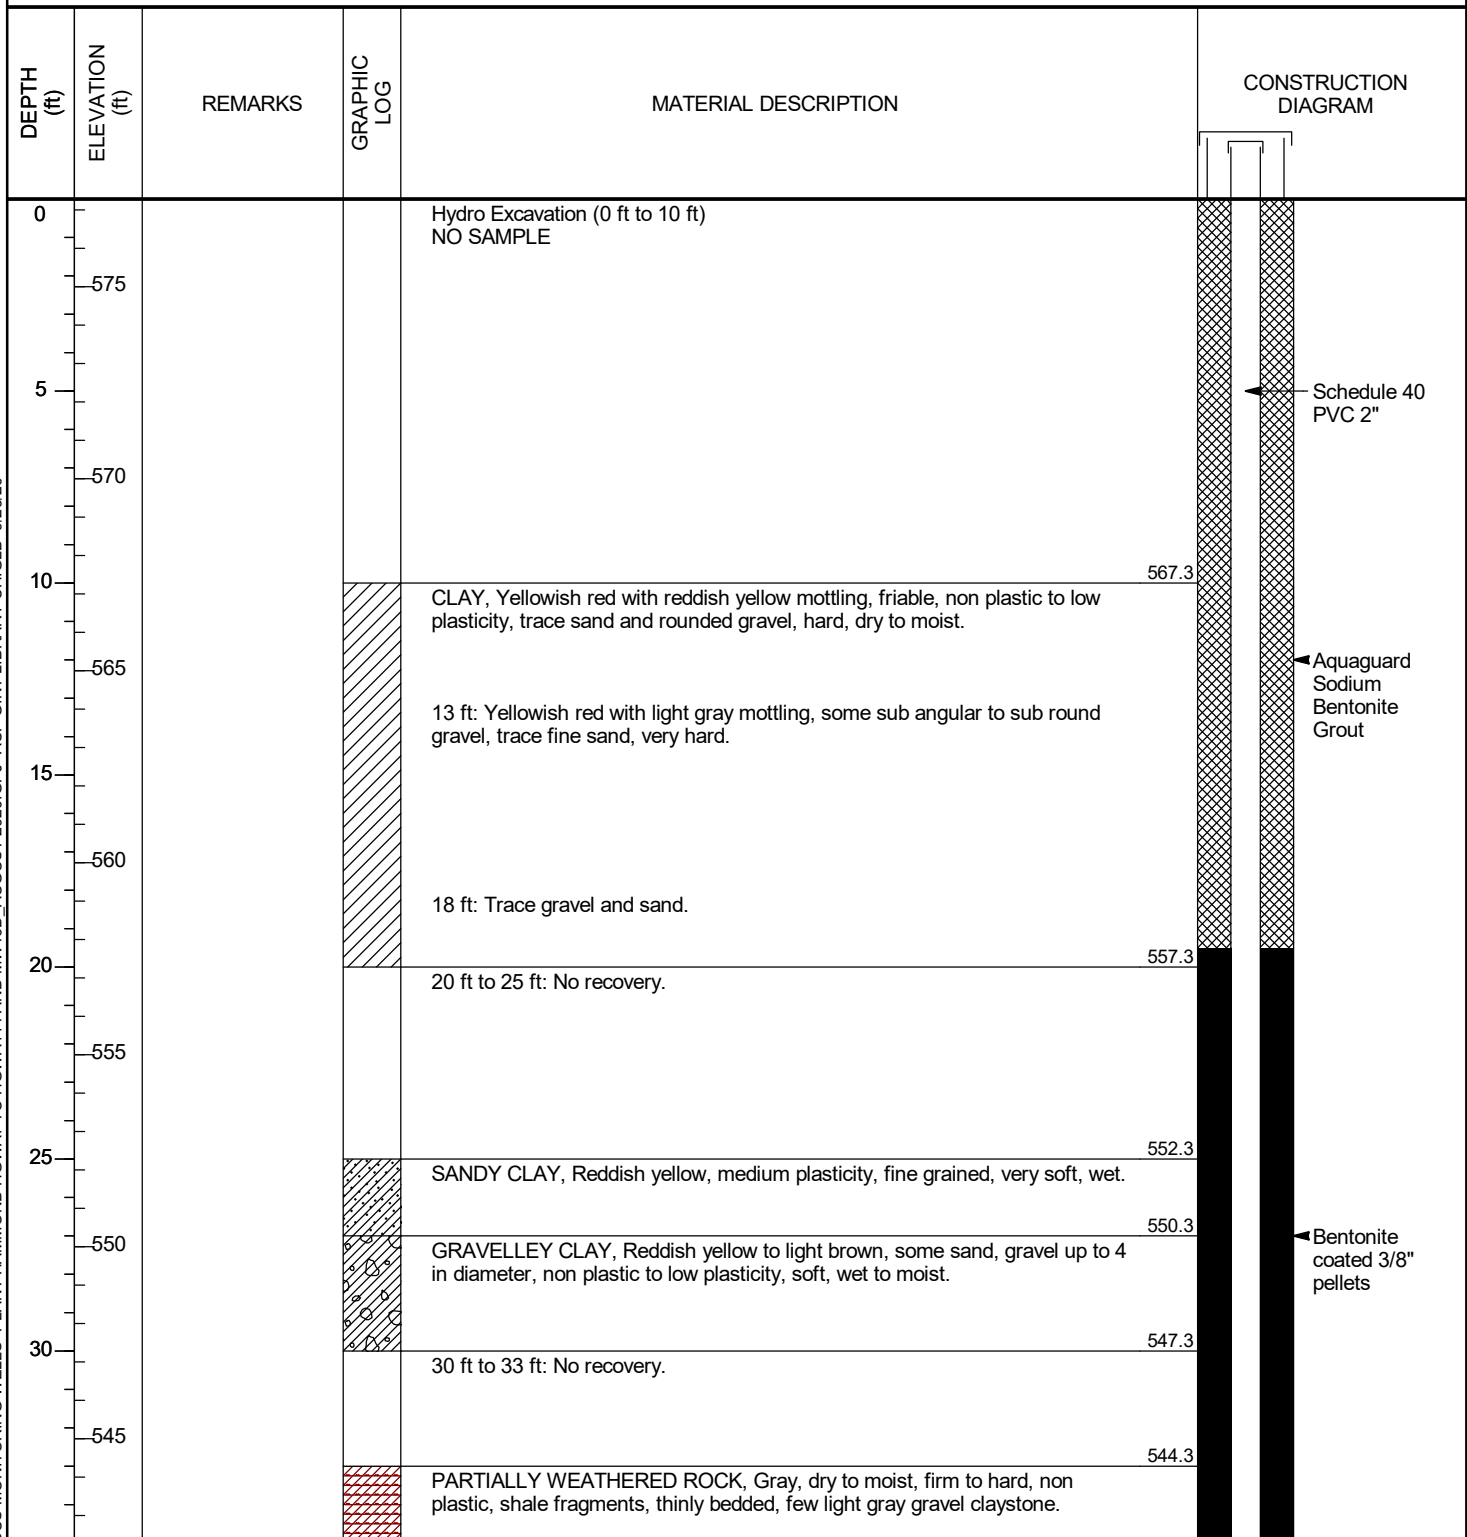 DEPTH
(ft)
ELEVATION
(ft)
REMARKS
GRAPHIC
LOG
MATERIAL DESCRIPTION
CONSTRUCTION
DIAGRAM
0
Hydro Excavation (0 ft to 10 ft)
NO SAMPLE
575
5
Schedule 40
PVC 2"
570
10
567.3
CLAY, Yellowish red with reddish yellow mottling, friable, non plastic to low
plasticity, trace sand and rounded gravel, hard, dry to moist.
565
Aquaguard
Sodium
Bentonite
Grout
13 ft: Yellowish red with light gray mottling, some sub angular to sub round
gravel, trace fine sand, very hard.
15
560
18 ft: Trace gravel and sand.
557.3
20
20 ft to 25 ft: No recovery.
555
552.3
25
SANDY CLAY, Reddish yellow, medium plasticity, fine grained, very soft, wet.
550.3
550
GRAVELLEY CLAY, Reddish yellow to light brown, some sand, gravel up to 4
in diameter, non plastic to low plasticity, soft, wet to moist.
Bentonite
coated 3/8"
pellets
547.3
30
30 ft to 33 ft: No recovery.
545
544.3
PARTIALLY WEATHERED ROCK, Gray, dry to moist, firm to hard, non
plastic, shale fragments, thinly bedded, few light gray gravel claystone.